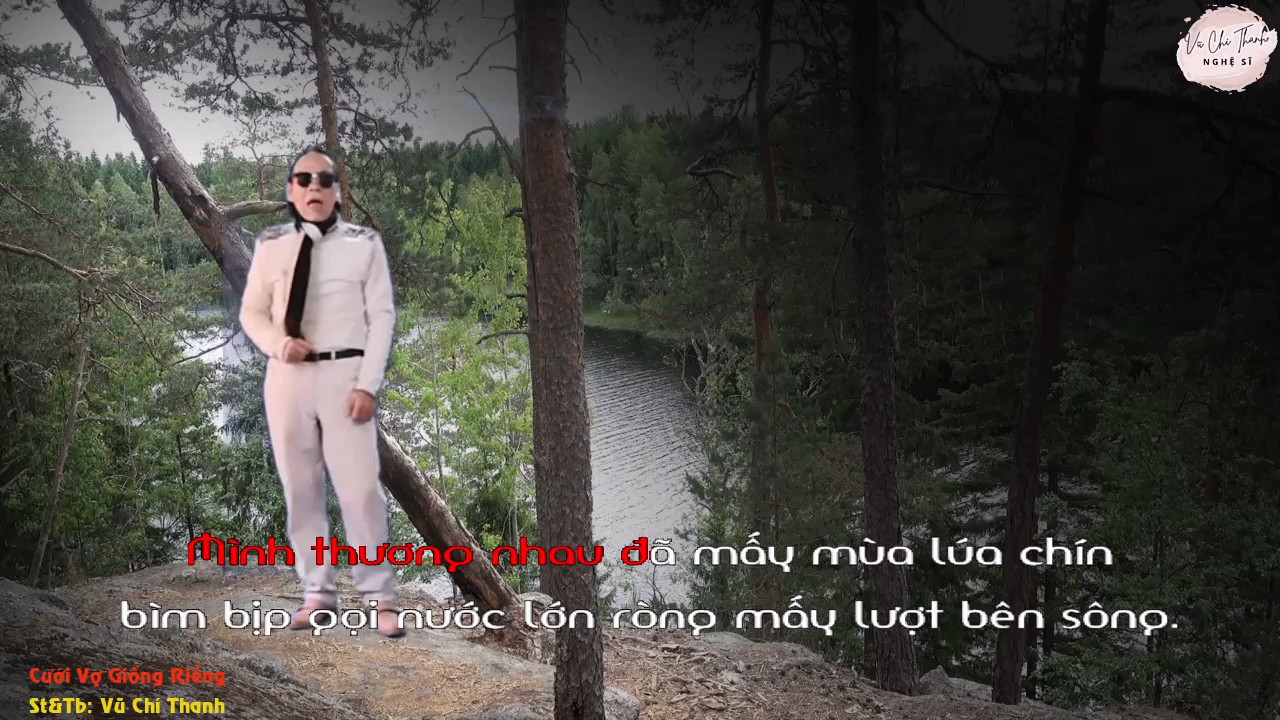 Vũ Chí Thanh
NGHỆ SĨ
Mình thương nhau đã mấy mùa lúa chín
bìm bịp gọi nước lớn ròng mấy lượt bên sông.
Cưới Vợ Giồng Riềng
St&Tb: Vũ Chí Thanh